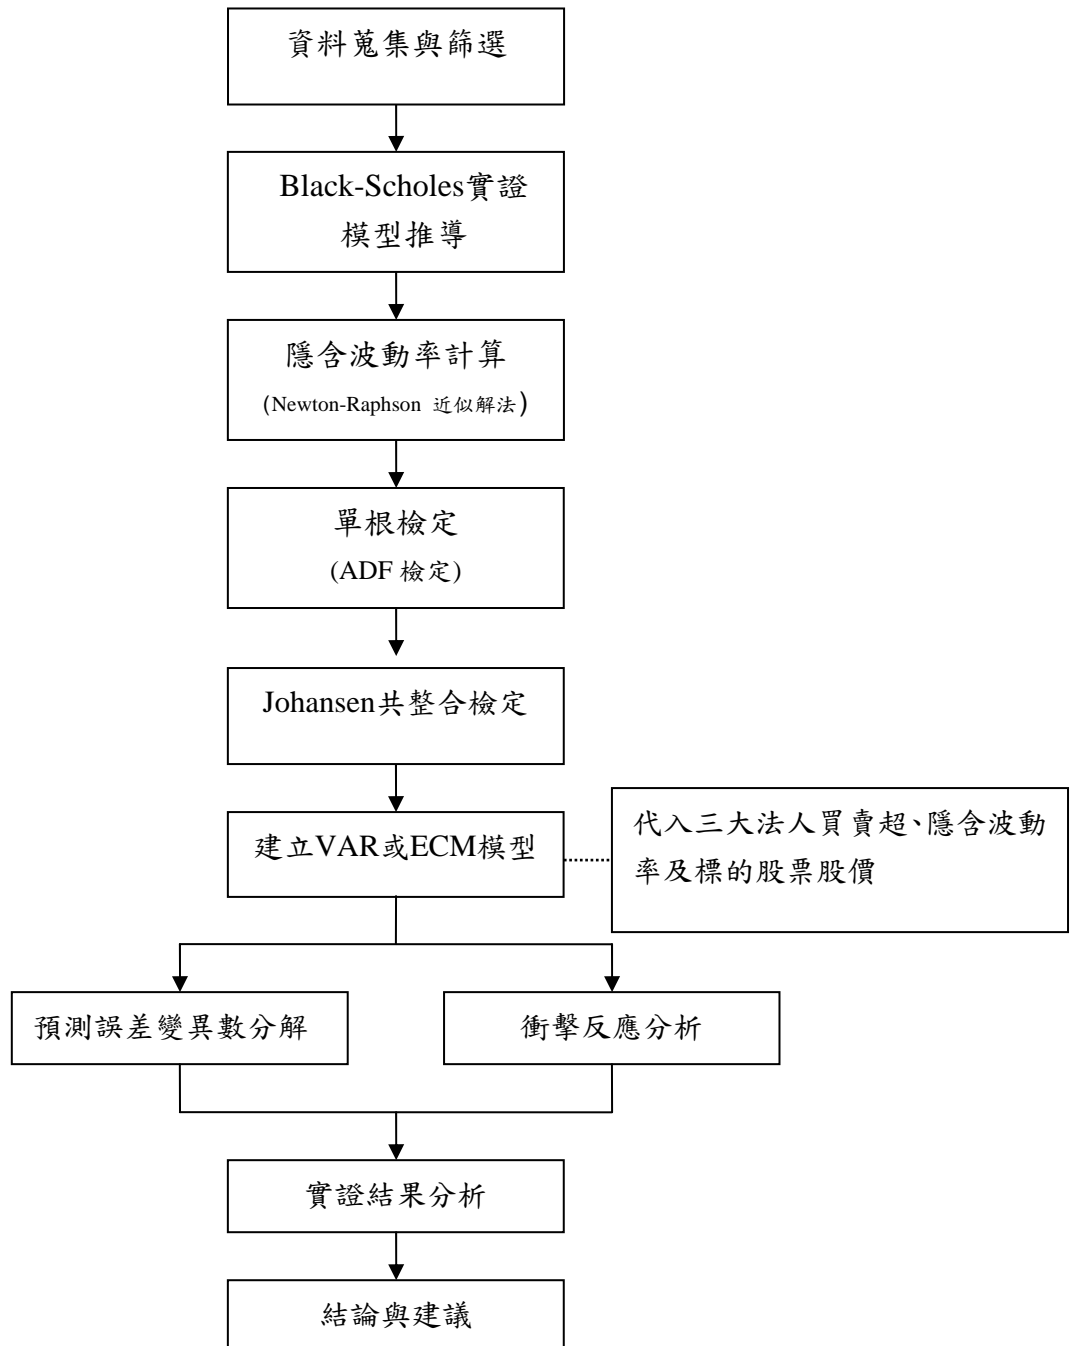 資料蒐集與篩選
Black-Scholes實證
模型推導
隱含波動率計算
(Newton-Raphson 近似解法)
單根檢定
(ADF 檢定)
Johansen共整合檢定
建立VAR或ECM模型
代入三大法人買賣超、隱含波動
率及標的股票股價
預測誤差變異數分解
衝擊反應分析
實證結果分析
結論與建議